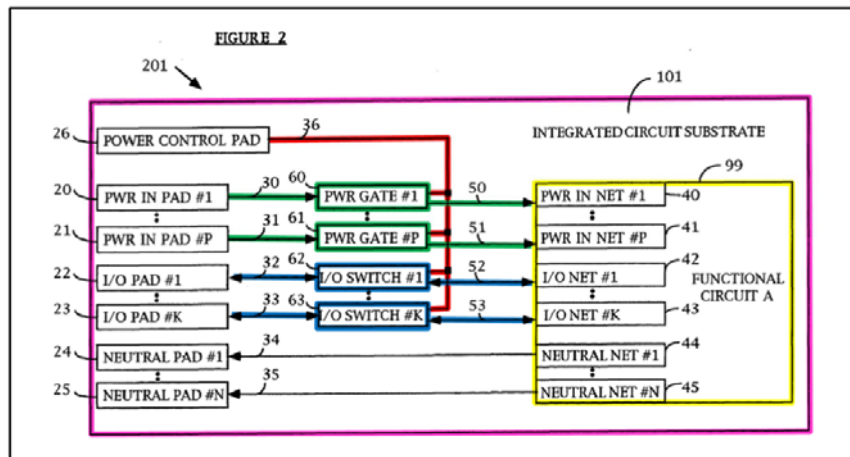 FIGURE 2
201
101
26
POWER CONTROL PAD
36
INTEGRATED CIRCUIT SUBSTRATE
99
20
PWR IN PAD #1
30
60
PWR GATE #1
50
PWR IN NET #1
40
21
PWR IN PAD #P
31
61
PWR GATE #P
51
PWR IN NET #P
41
22
I/O PAD #1
32
62
I/O SWITCH #1
52
I/O NET #1
42
FUNCTIONAL
CIRCUIT A
23
I/O PAD #K
33
63
I/O SWITCH #K
53
I/O NET #K
43
24
NEUTRAL PAD #1
34
NEUTRAL NET #1
44
25
NEUTRAL PAD #N
35
NEUTRAL NET #N
45